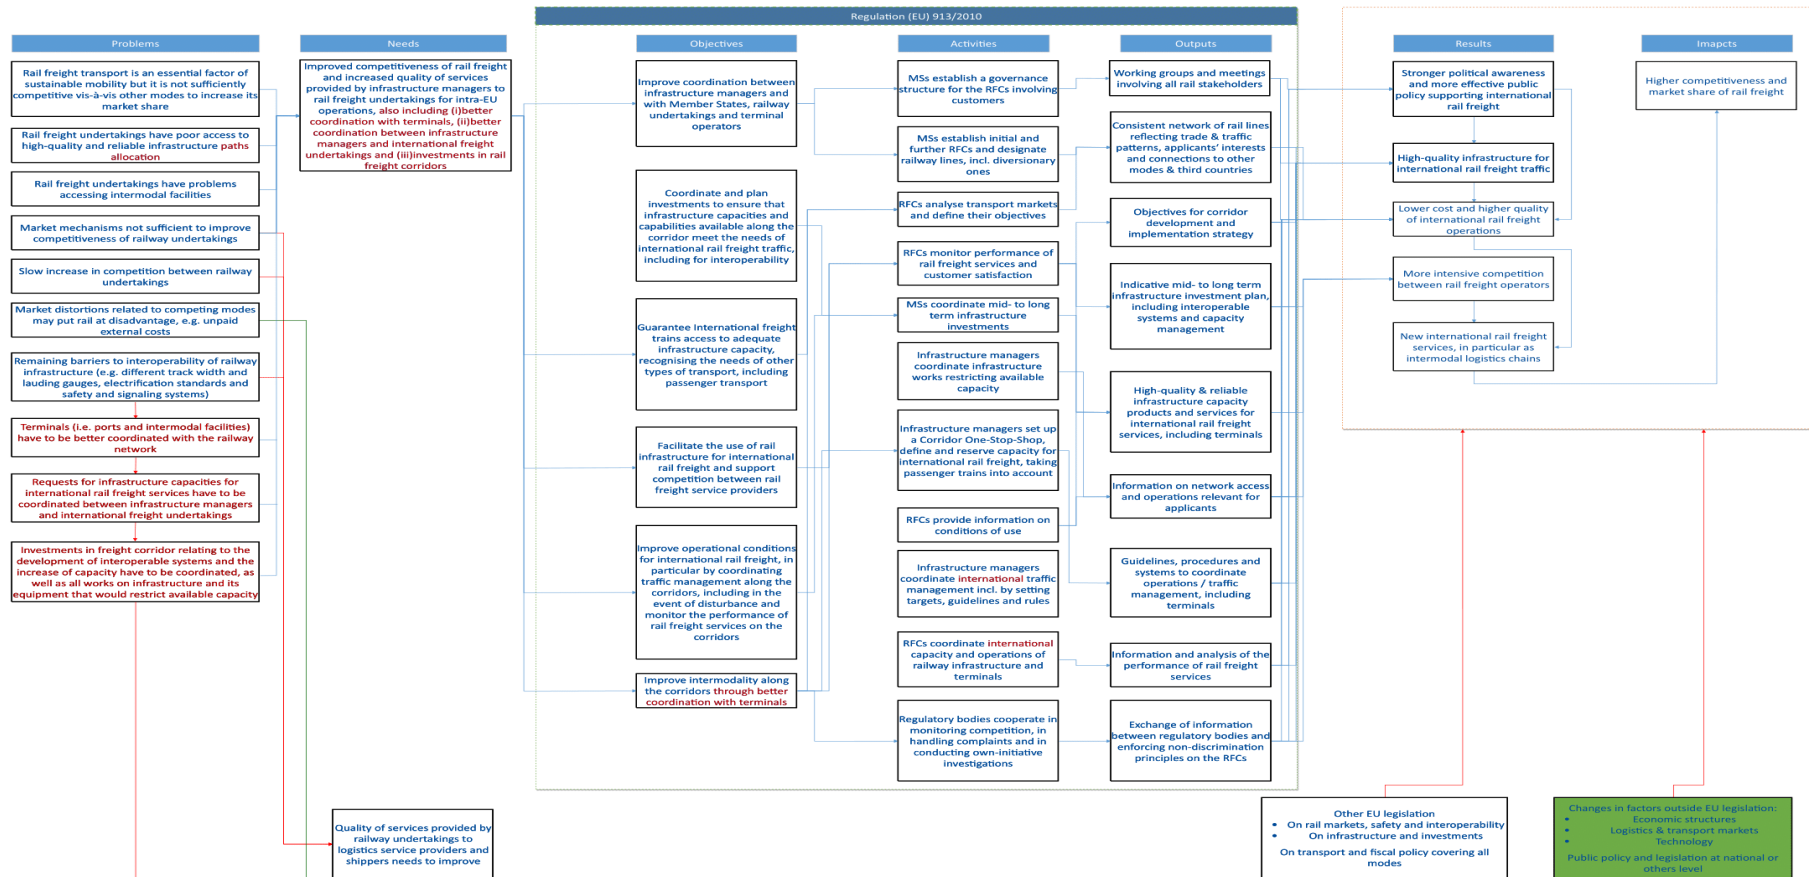 Regulation (EU) 913/2010
Problems
Rail freight transport is an essential factor of
sustainable mobility but it is not sufficiently
competitive vis-à-vis other modes to increase its
market share
Rail freight undertakings have poor access to
high-quality and reliable infrastructure paths
allocation
Rail freight undertakings have problems
accessing intermodal facilities
Market mechanisms not sufficient to improve
competitiveness of railway undertakings
Slow increase in competition between railway
undertakings
Market distortions related to competing modes
may put rail at disadvantage, e.g. unpaid
external costs
Remaining barriers to interoperability of railway
infrastructure (e.g. different track width and
lauding gauges, electrification standards and
safety and signaling systems)
Terminals (i.e. ports and intermodal facilities)
have to be better coordinated with the railway
network
Requests for infrastructure capacities for
international rail freight services have to be
coordinated between infrastructure managers
and international freight undertakings
Investments in freight corridor relating to the
development of interoperable systems and the
increase of capacity have to be coordinated, as
well as all works on infrastructure and its
equipment that would restrict available capacity
Needs
Improved competitiveness of rail freight
and increased quality of services
provided by infrastructure managers to
rail freight undertakings for intra-EU
operations, also including (i)better
coordination with terminals, (ii)better
coordination between infrastructure
managers and international freight
undertakings and (iii)investments in rail
freight corridors
Quality of services provided by
railway undertakings to
logistics service providers and
shippers needs to improve
Objectives
Improve coordination between
infrastructure managers and
with Member States, railway
undertakings and terminal
operators
Coordinate and plan
investments to ensure that
infrastructure capacities and
capabilities available along the
corridor meet the needs of
international rail freight traffic,
including for interoperability
Guarantee International freight
trains access to adequate
infrastructure capacity,
recognising the needs of other
types of transport, including
passenger transport
Facilitate the use of rail
infrastructure for international
rail freight and support
competition between rail
freight service providers
Improve operational conditions
for international rail freight, in
particular by coordinating
traffic management along the
corridors, including in the
event of disturbance and
monitor the performance of
rail freight services on the
corridors
Improve intermodality along
the corridors through better
coordination with terminals
Activities
MSs establish a governance
structure for the RFCs involving
customers
MSs establish initial and
further RFCs and designate
railway lines, incl. diversionary
ones
RFCs analyse transport markets
and define their objectives
RFCs monitor performance of
rail freight services and
customer satisfaction
MSs coordinate mid- to long
term infrastructure
investments
Infrastructure managers
coordinate infrastructure
works restricting available
capacity
Infrastructure managers set up
a Corridor One-Stop-Shop,
define and reserve capacity for
international rail freight, taking
passenger trains into account
RFCs provide information on
conditions of use
Infrastructure managers
coordinate international traffic
management incl. by setting
targets, guidelines and rules
RFCs coordinate international
capacity and operations of
railway infrastructure and
terminals
Regulatory bodies cooperate in
monitoring competition, in
handling complaints and in
conducting own-initiative
investigations
Outputs
Working groups and meetings
involving all rail stakeholders
Consistent network of rail lines
reflecting trade & traffic
patterns, applicants' interests
and connections to other
modes & third countries
Objectives for corridor
development and
implementation strategy
Indicative mid- to long term
infrastructure investment plan,
including interoperable
systems and capacity
management
High-quality & reliable
infrastructure capacity
products and services for
international rail freight
services, including terminals
Information on network access
and operations relevant for
applicants
Guidelines, procedures and
systems to coordinate
operations / traffic
management, including
terminals
Information and analysis of the
performance of rail freight
services
Exchange of information
between regulatory bodies and
enforcing non-discrimination
principles on the RFCs
Results
Stronger political awareness
and more effective public
policy supporting international
rail freight
High-quality infrastructure for
international rail freight traffic
Lower cost and higher quality
of international rail freight
operations
More intensive competition
between rail freight operators
New international rail freight
services, in particular as
intermodal logistics chains
Imapcts
Higher competitiveness and
market share of rail freight
Other EU legislation
• On rail markets, safety and interoperability
• On infrastructure and investments
On transport and fiscal policy covering all
modes
Changes in factors outside EU legislation:
• Economic structures
• Logistics & transport markets
• Technology
Public policy and legislation at national or
others level